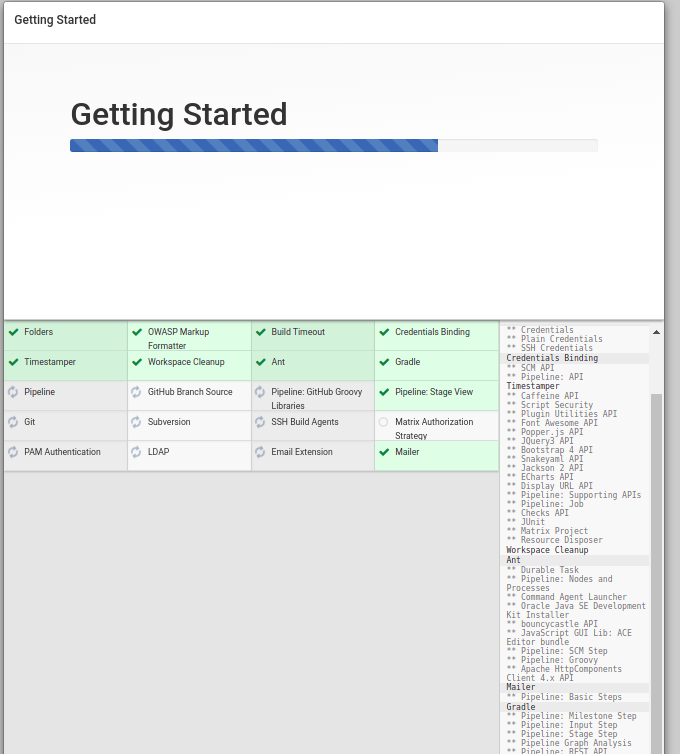 Getting Started
Getting Started
Folders
OWASP Markup
Formatter
Build Timeout
Credentials Binding
Timestamper
Workspace Cleanup
Ant
Gradle
Pipeline
GitHub Branch Source
Pipeline: GitHub Groovy
Libraries
Pipeline: Stage View
Git
Subversion
SSH Build Agents
Matrix Authorization
Strategy
PAM Authentication
LDAP
Email Extension
Mailer
** Credentials
** Plain Credentials
** SSH Credentials
Credentials Binding
** SCM API
** Pipeline: API
Timestamper
** Caffeine API
** Script Security
** Plugin Utilities API
** Font Awesome API
** Popper.js API
** JQuery3 API
** Bootstrap 4 API
** Snakeyaml API
** Jackson 2 API
** ECharts API
** Display URL API
** Pipeline: Supporting APIs
** Pipeline: Job
** Checks API
** JUnit
** Matrix Project
** Resource Disposer
Workspace Cleanup
Ant
** Durable Task
** Pipeline: Nodes and
Processes
** Command Agent Launcher
** Oracle Java SE Development
Kit Installer
** bouncycastle API
** JavaScript GUI Lib: ACE
Editor bundle
** Pipeline: SCM Step
** Pipeline: Groovy
** Apache HttpComponents
Client 4.x API
Mailer
** Pipeline: Basic Steps
Gradle
** Pipeline: Milestone Step
** Pipeline: Input Step
** Pipeline: Stage Step
** Pipeline Graph Analysis
** Pipeline: REST API